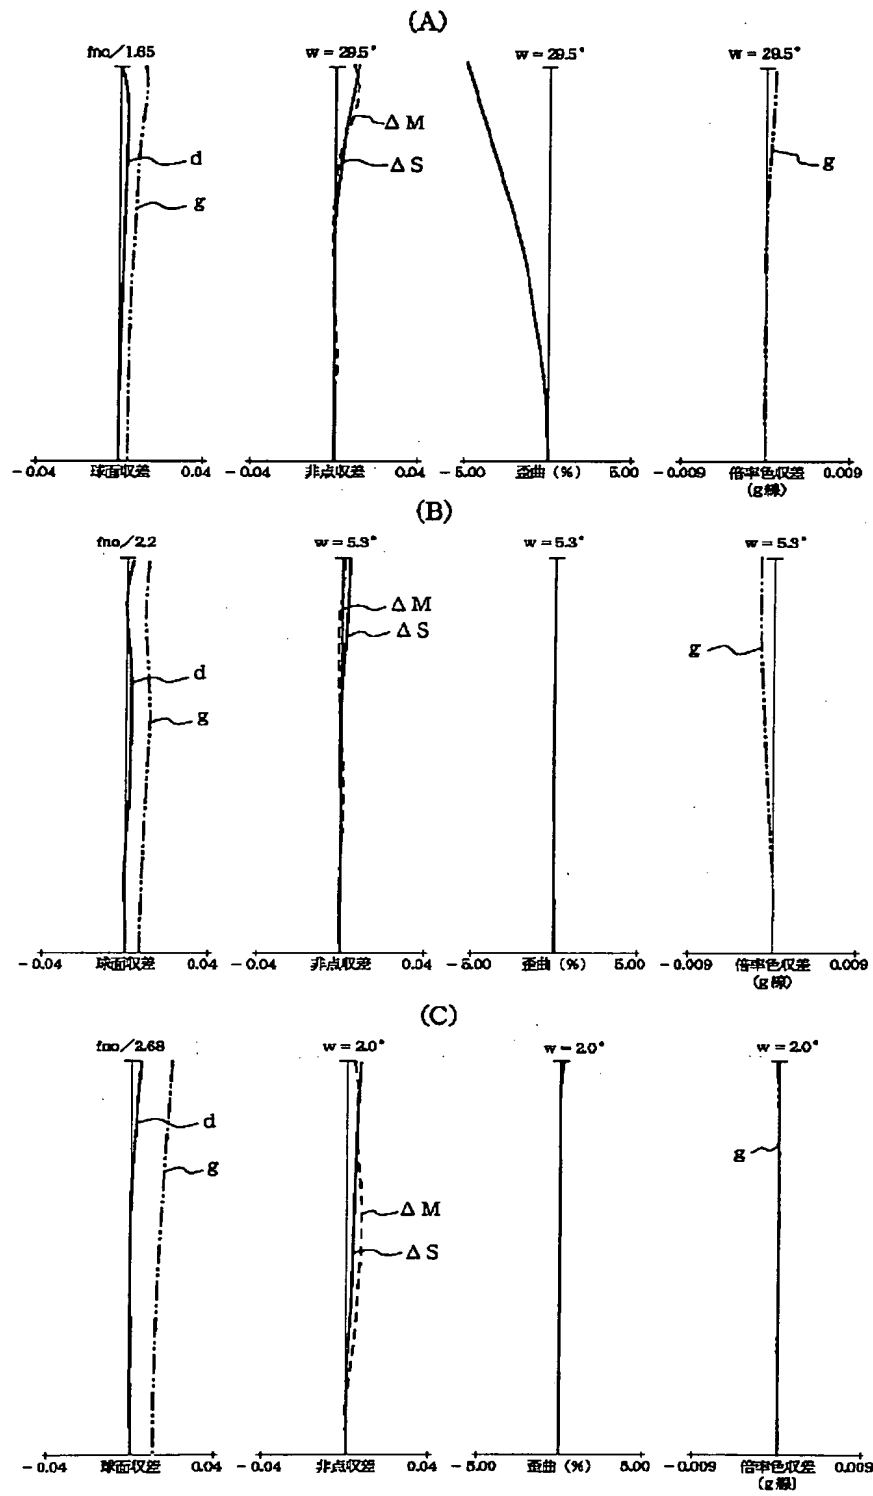 (A)
fno/1.65
w=29.5°
w=29.5°
w=29.5°
ΔM
d
ΔS
g
g
-0.04 球面収差 0.04
-0.04 非点収差 0.04
-5.00 歪曲(%) 5.00
-0.009 倍率色収差 0.009
(g線)
(B)
fno/2.2
w=5.3°
w=5.3°
w=5.3°
ΔM
ΔS
g
d
g
-0.04 球面収差 0.04
-0.04 非点収差 0.04
-5.00 歪曲(%) 5.00
-0.009 倍率色収差 0.009
(g線)
(C)
fno/2.68
w=2.0°
w=2.0°
w=2.0°
d
g
g
ΔM
ΔS
-0.04 球面収差 0.04
-0.04 非点収差 0.04
-5.00 歪曲(%) 5.00
-0.009 倍率色収差 0.009
(g線)